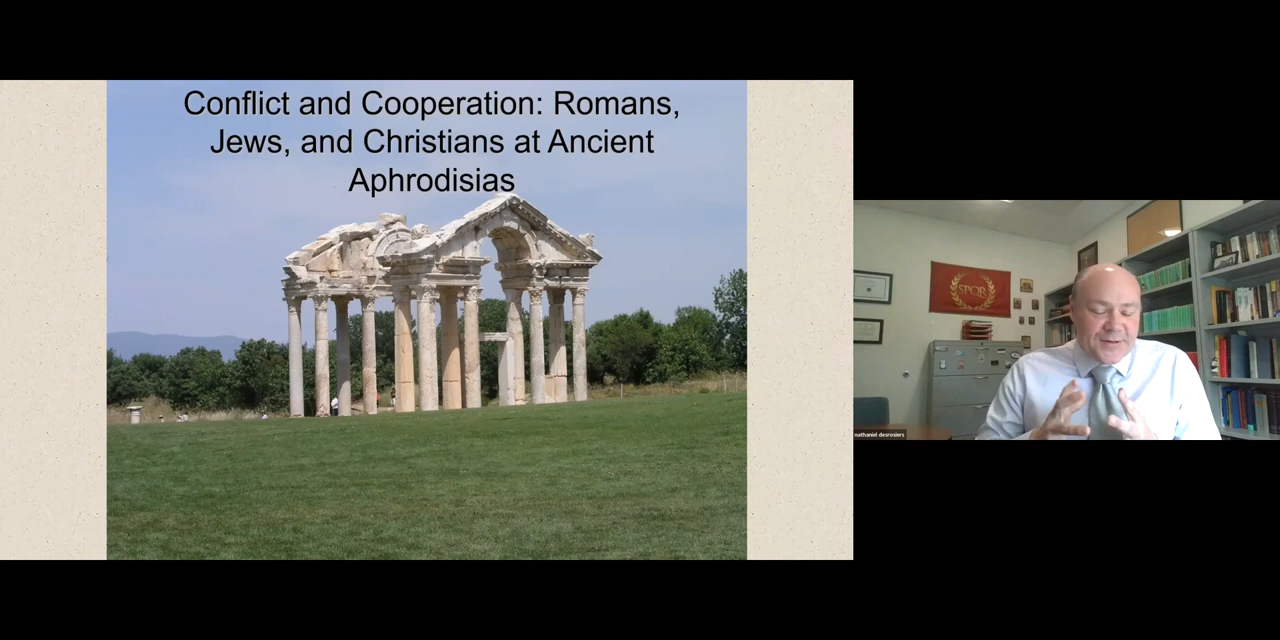 Conflict and Cooperation: Romans,
Jews, and Christians at Ancient
Aphrodisias
SPQR
nathaniel desrosiers